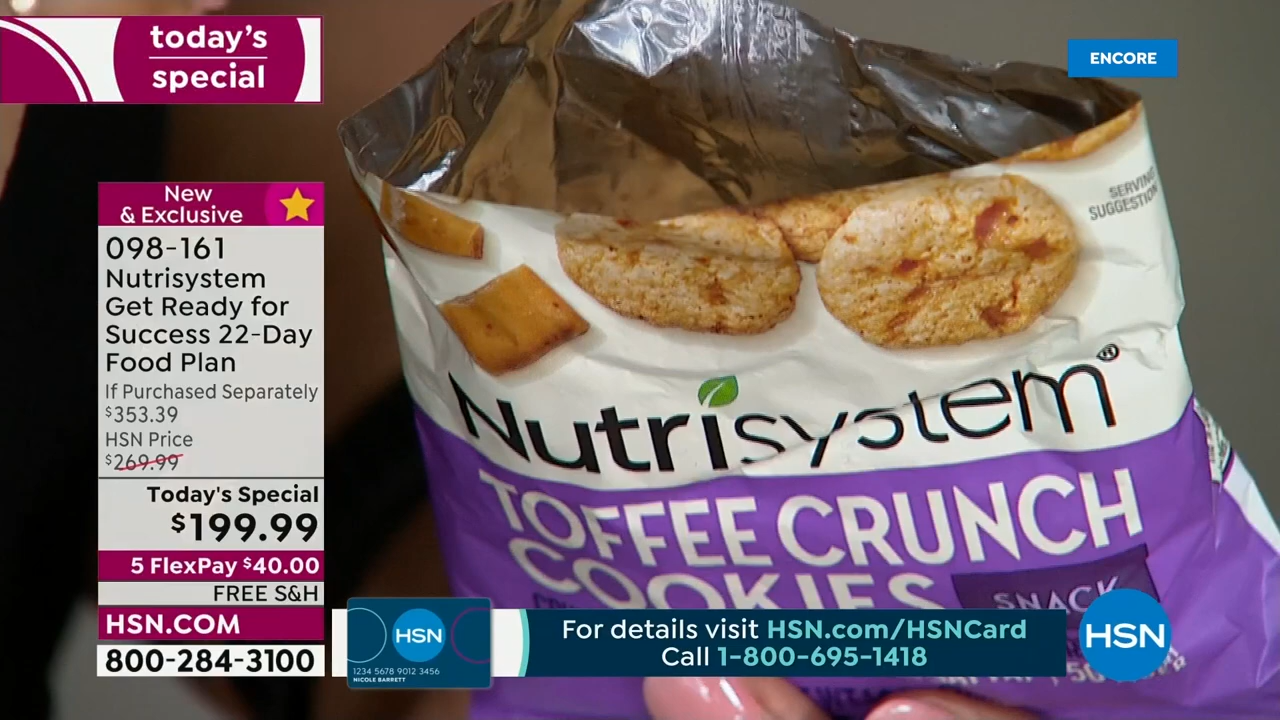 today's
special
ENCORE
New
& Exclusive
098-161
Nutrisystem
Get Ready for
Success 22-Day
Food Plan
If Purchased Separately
$353.39
HSN Price
$269.99
Today's Special
$199.99
5 FlexPay $40.00
FREE S&H
HSN.COM
800-284-3100
SERVING
SUGGESTION
Nutrisystem®
TOFFEE CRUNCH
COOKIES
SNACK
HSN
1234 5678 9012 3456
NICOLE BARRETT
For details visit HSN.com/HSNCard
Call 1-800-695-1418
HSN